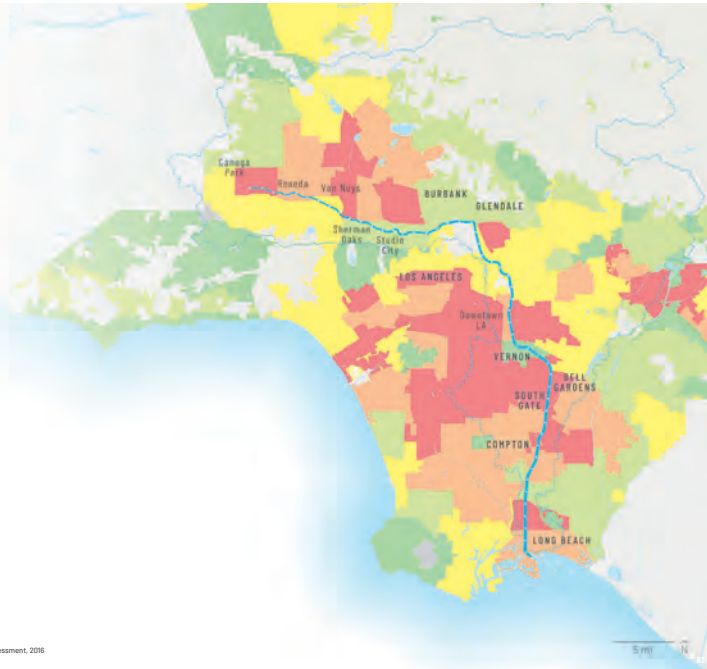 Canoga
Park
Reseda
Van Nuys
BURBANK
GLENDALE
Sherman
Oaks
Studio
City
LOS ANGELES
Downtown
LA
VERNON
BELL
GARDENS
SOUTH
GATE
COMPTON
LONG BEACH
essment, 2016
5 mi
N